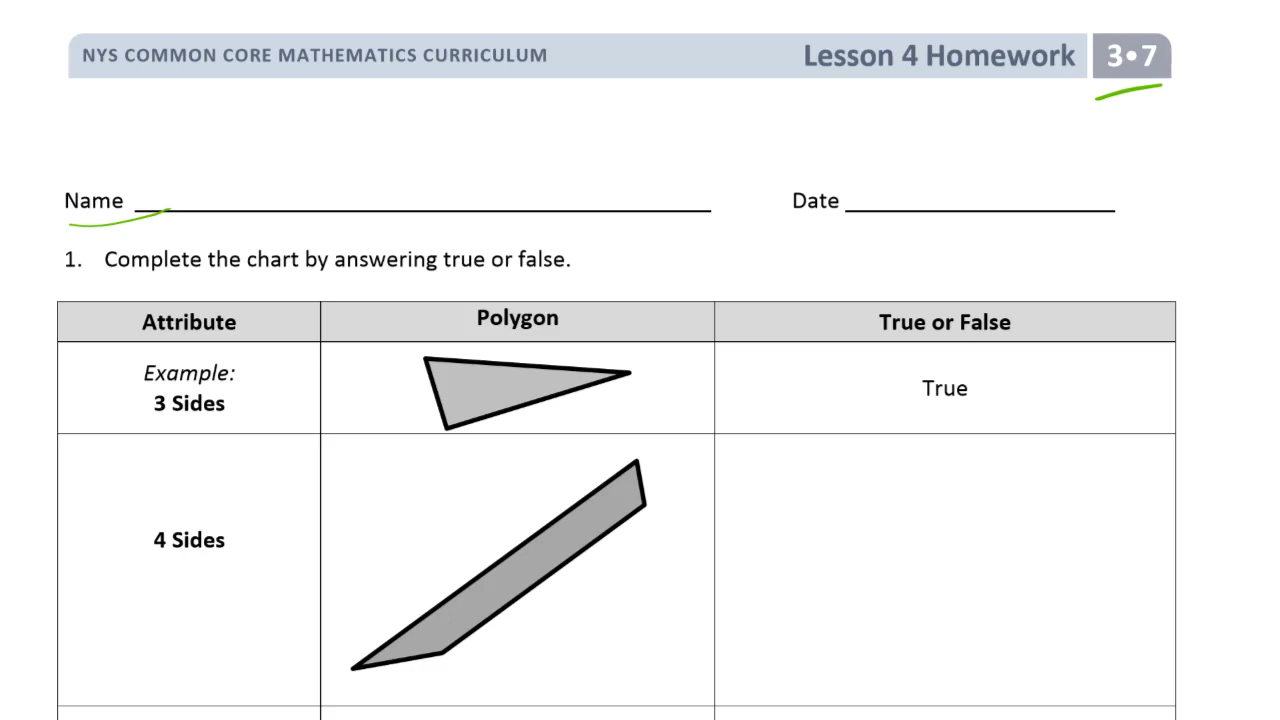 NYS COMMON CORE MATHEMATICS CURRICULUM Lesson 4 Homework 3•7
Name Date
1. Complete the chart by answering true or false.
Attribute Polygon True or False
Example:
3 Sides
True
4 Sides